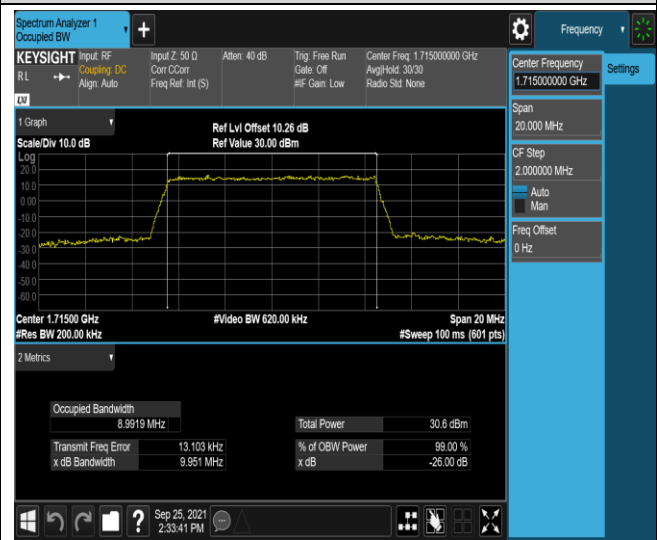 Spectrum Analyzer 1
Occupied BW
+
Frequency
KEYSIGHT
RL
LXI
Input: RF
Coupling: DC
Align: Auto
Input Z: 50 Ω
Corr CCorr
Freq Ref: Int (S)
Atten: 40 dB
Trig: Free Run
Gate: Off
#IF Gain: Low
Center Freq: 1.715000000 GHz
Avg|Hold: 30/30
Radio Std: None
Center Frequency
1.715000000 GHz
Settings
Span
20.000 MHz
CF Step
2.000000 MHz
Auto
Man
Freq Offset
0 Hz
1 Graph
Scale/Div 10.0 dB
Ref Lvl Offset 10.26 dB
Ref Value 30.00 dBm
Log
20.0
10.0
0.00
-10.0
-20.0
-30.0
-40.0
-50.0
-60.0
Center 1.71500 GHz
#Video BW 620.00 kHz
Span 20 MHz
#Res BW 200.00 kHz
#Sweep 100 ms (601 pts)
2 Metrics
Occupied Bandwidth
8.9919 MHz
Total Power 30.6 dBm
Transmit Freq Error 13.103 kHz
% of OBW Power 99.00 %
x dB Bandwidth 9.951 MHz
x dB -26.00 dB
?
Sep 25, 2021
2:33:41 PM